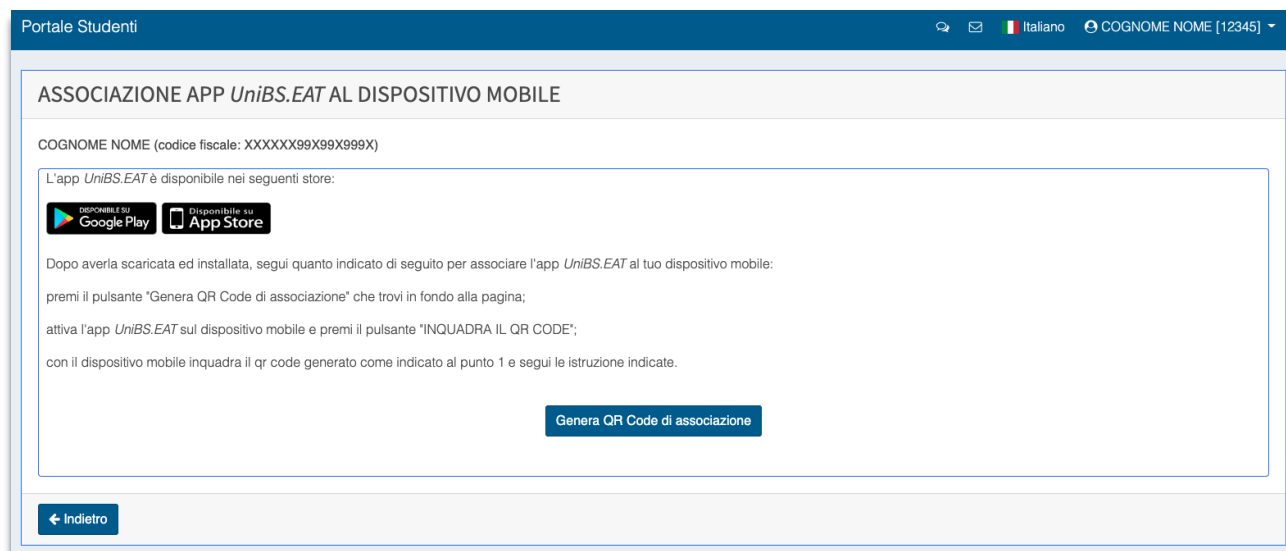 Portale Studenti
Italiano
COGNOME NOME [12345]
ASSOCIAZIONE APP UniBS.EAT AL DISPOSITIVO MOBILE
COGNOME NOME (codice fiscale: XXXXXX99X99X999X)
L'app UniBS.EAT è disponibile nei seguenti store:
DISPONIBILE SU
Google Play
Disponibile su
App Store
Dopo averla scaricata ed installata, segui quanto indicato di seguito per associare l'app UniBS.EAT al tuo dispositivo mobile:
premi il pulsante "Genera QR Code di associazione" che trovi in fondo alla pagina;
attiva l'app UniBS.EAT sul dispositivo mobile e premi il pulsante "INQUADRA IL QR CODE";
con il dispositivo mobile inquadra il qr code generato come indicato al punto 1 e segui le istruzione indicate.
Genera QR Code di associazione
Indietro